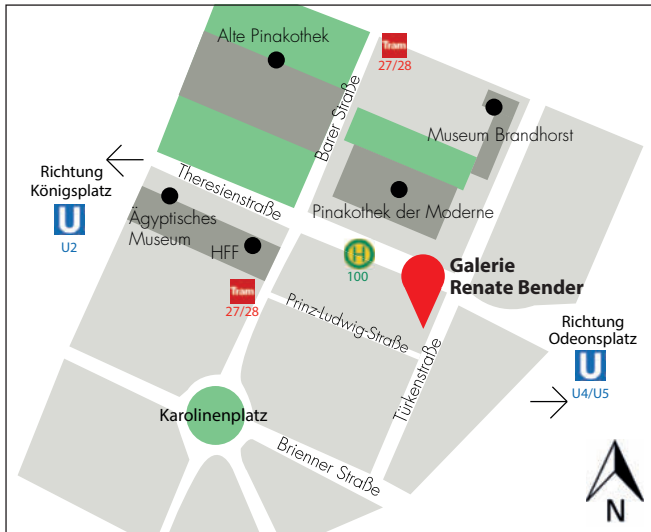 Alte Pinakothek
Tram
27/28
Barer Straße
Museum Brandhorst
Richtung
Königsplatz
U
U2
Theresienstraße
Pinakothek der Moderne
Ägyptisches
Museum
HFF
H
100
Galerie
Renate Bender
Tram
27/28
Prinz-Ludwig-Straße
Türkenstraße
Richtung
Odeonsplatz
U
U4/U5
Karolinenplatz
Brienner Straße
N